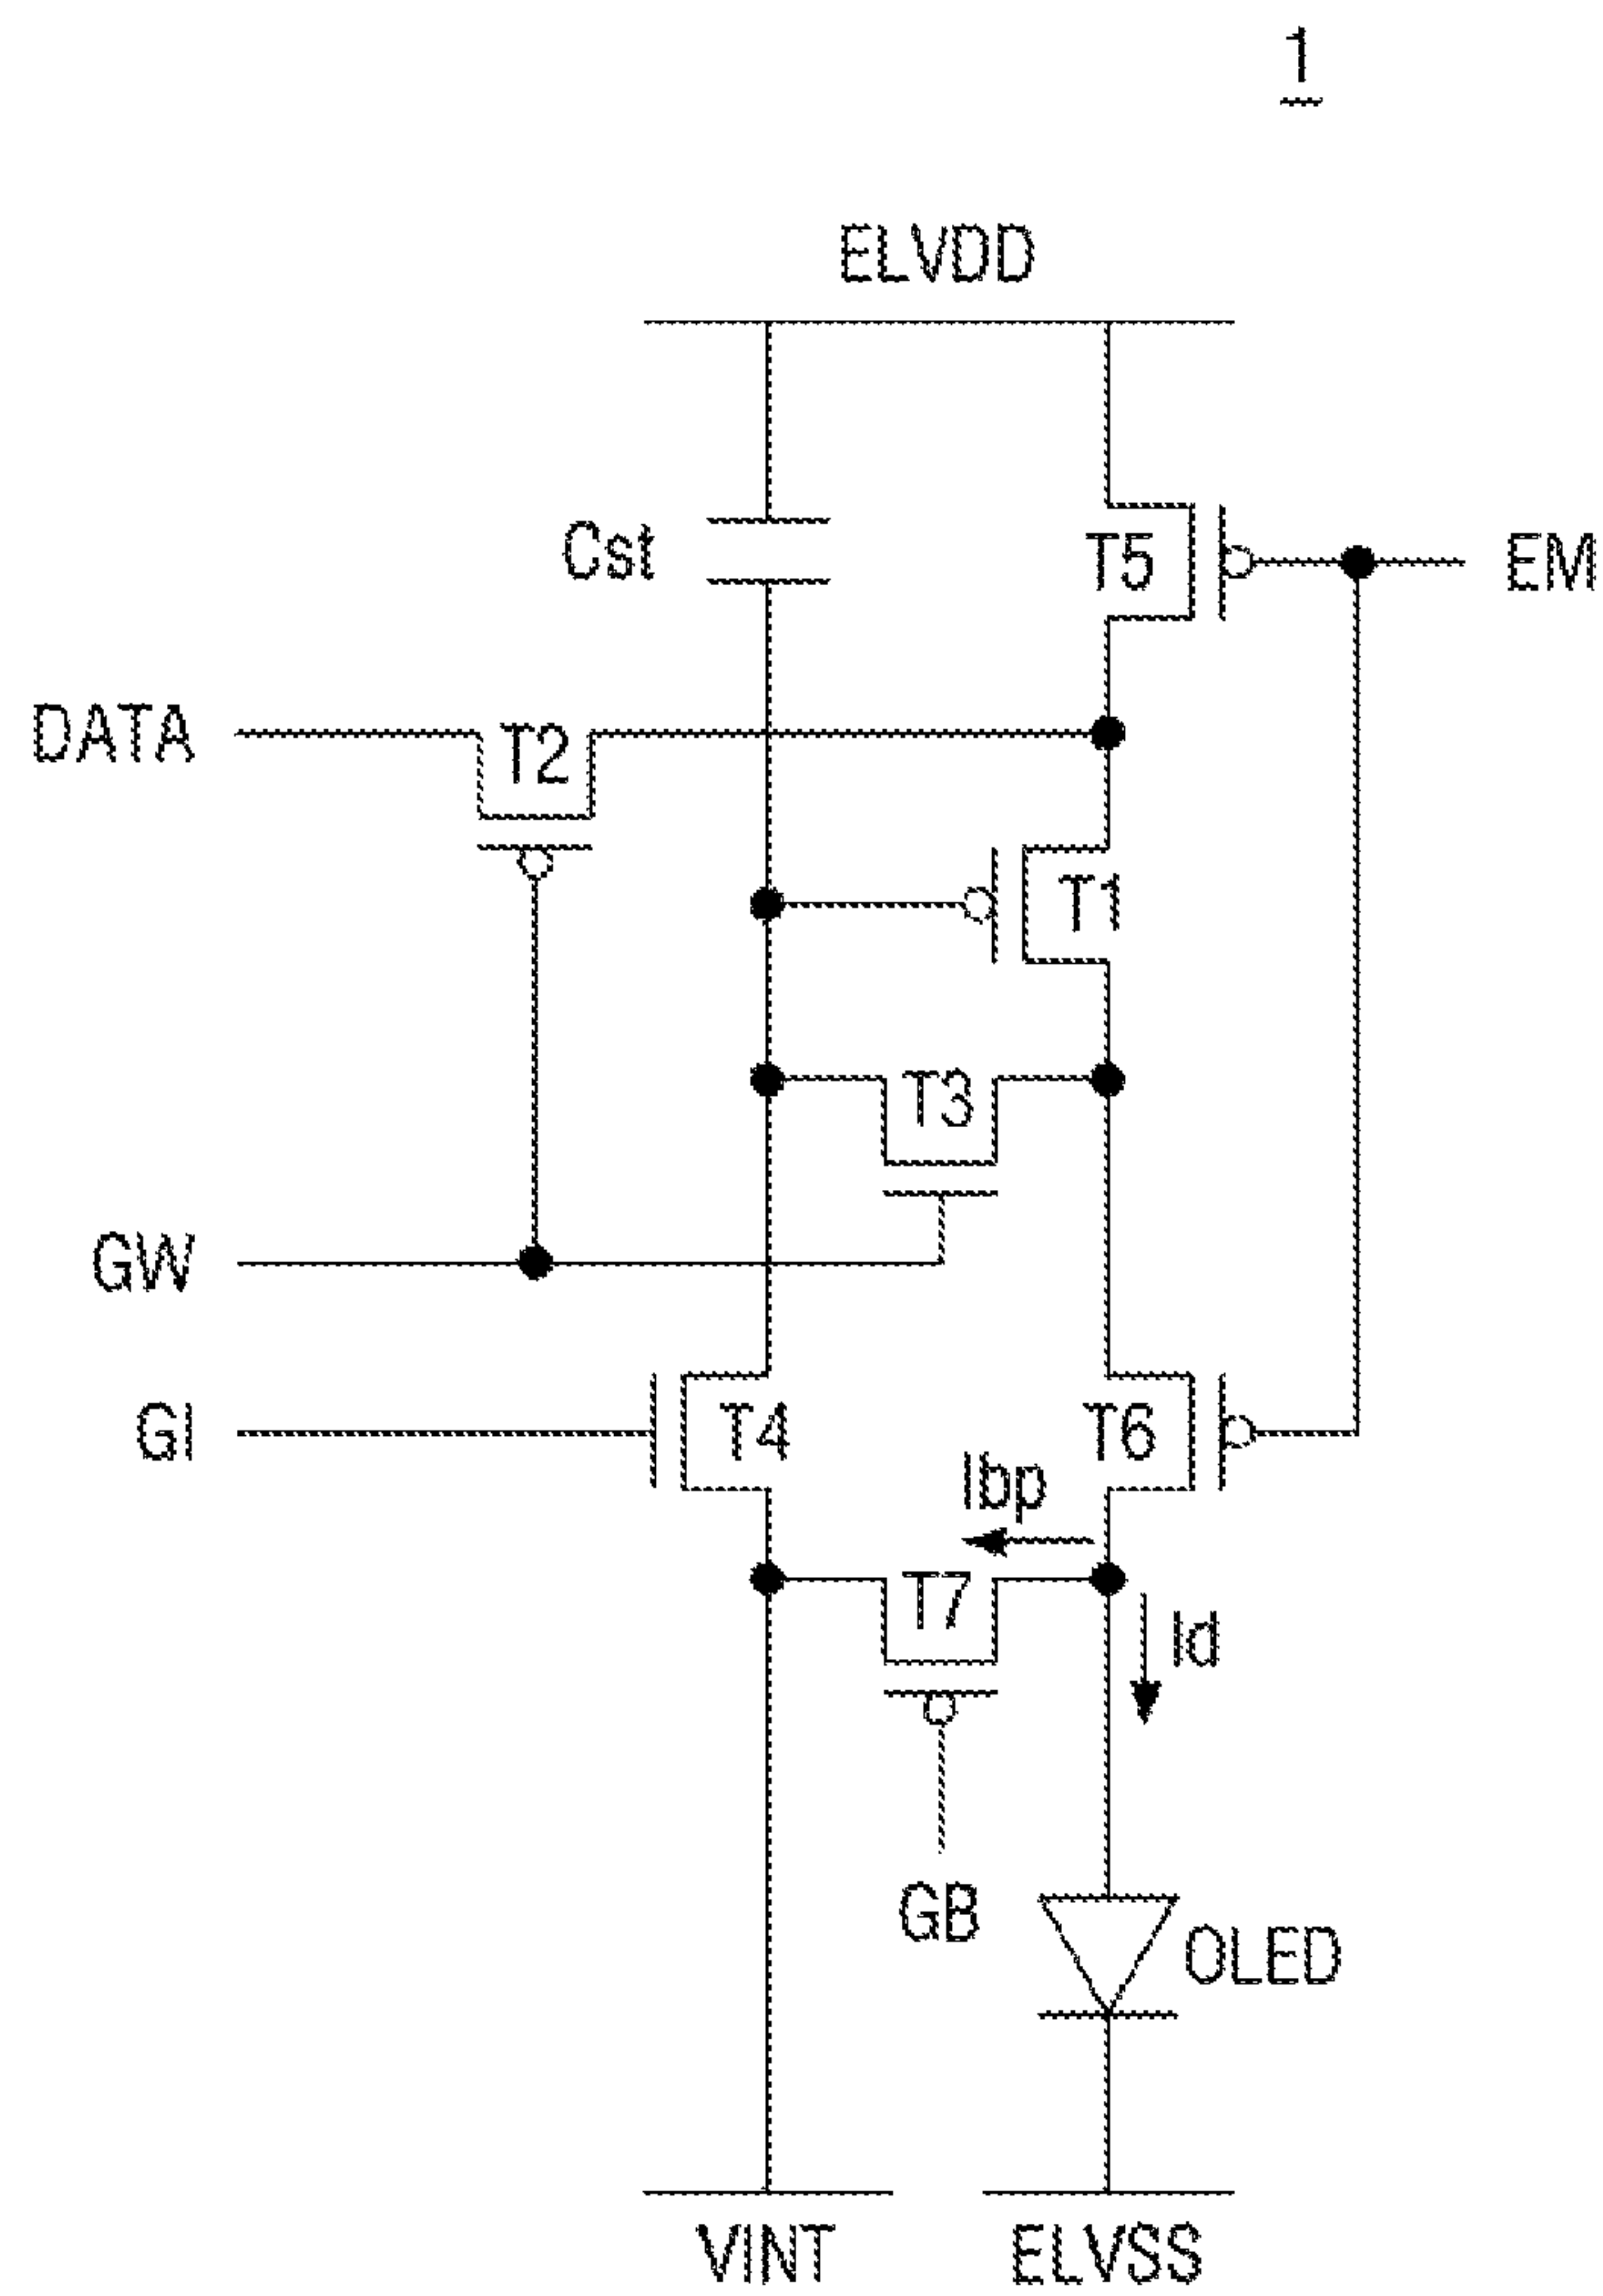 1
ELVDD
Cst
T5
EM
DATA
T2
T1
T3
GW
GI
T4
T6
Ibp
T7
Id
GB
OLED
VINT
ELVSS